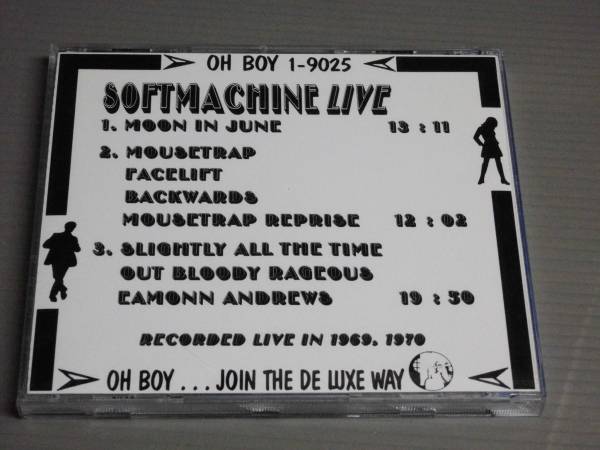 OH BOY 1-9025
SOFTMACHINE LIVE
1. MOON IN JUNE 13 : 11
2. MOUSETRAP
FACELIFT
BACKWARDS
MOUSETRAP REPRISE 12 : 02
3. SLIGHTLY ALL THE TIME
OUT BLOODY RAGEOUS
EAMONN ANDREWS 19 : 50
RECORDED LIVE IN 1969, 1970
OH BOY . . . JOIN THE DE LUXE WAY